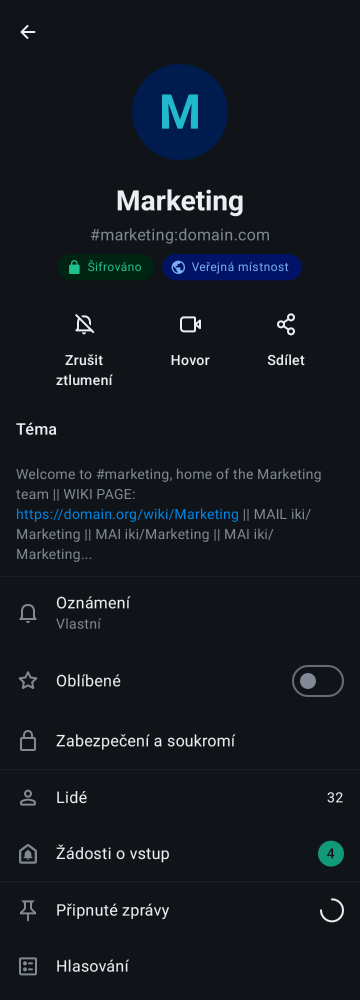 M
Marketing
#marketing:domain.com
Šifrováno
Veřejná místnost
Zrušit
ztlumení
Hovor
Sdílet
Téma
Welcome to #marketing, home of the Marketing
team || WIKI PAGE:
https://domain.org/wiki/Marketing || MAIL iki/
Marketing || MAI iki/Marketing || MAI iki/
Marketing...
Oznámení
Vlastní
Oblíbené
Zabezpečení a soukromí
Lidé 32
Žádosti o vstup 4
Připnuté zprávy
Hlasování